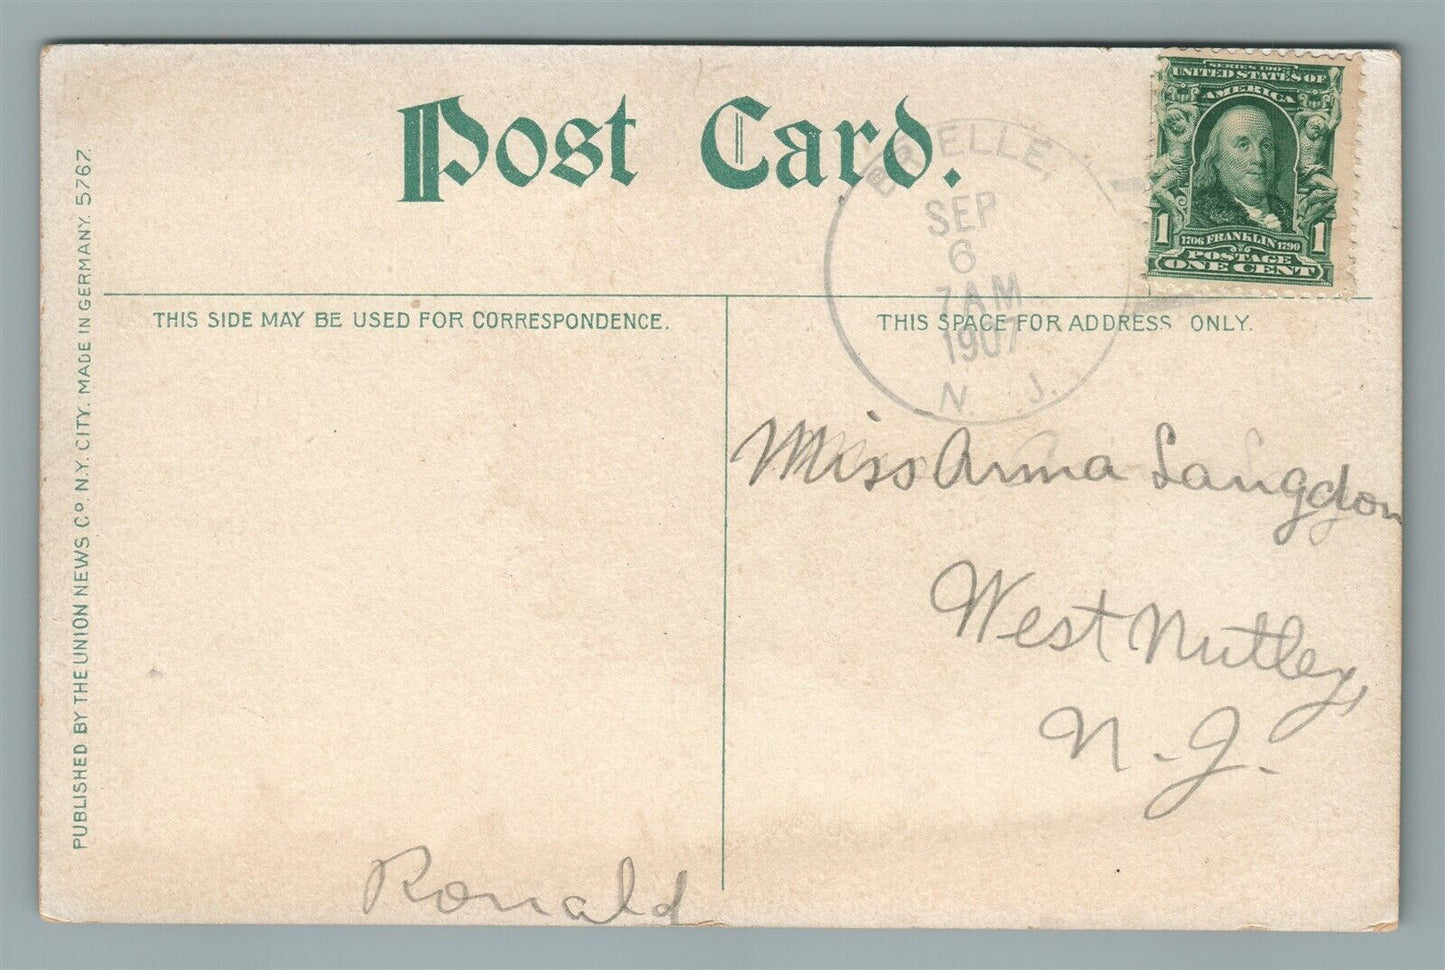 Post Card.
SERIES 1902
UNITED STATES OF
AMERICA
1 1
1706 FRANKLIN 1790
POSTAGE
ONE CENT
BRIELLE,
SEP
6
7 AM
1907
N. J.
THIS SIDE MAY BE USED FOR CORRESPONDENCE.
THIS SPACE FOR ADDRESS ONLY.
PUBLISHED BY THE UNION NEWS Co. N.Y. CITY. MADE IN GERMANY. 5767.
Miss Anna Langdon
West Nutley,
N. J.
Ronald